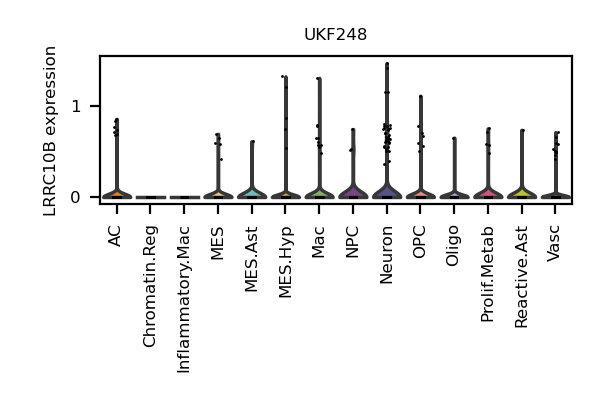 UKF248
LRRC10B expression
1
0
AC
Chromatin.Reg
Inflammatory.Mac
MES
MES.Ast
MES.Hyp
Mac
NPC
Neuron
OPC
Oligo
Prolif.Metab
Reactive.Ast
Vasc